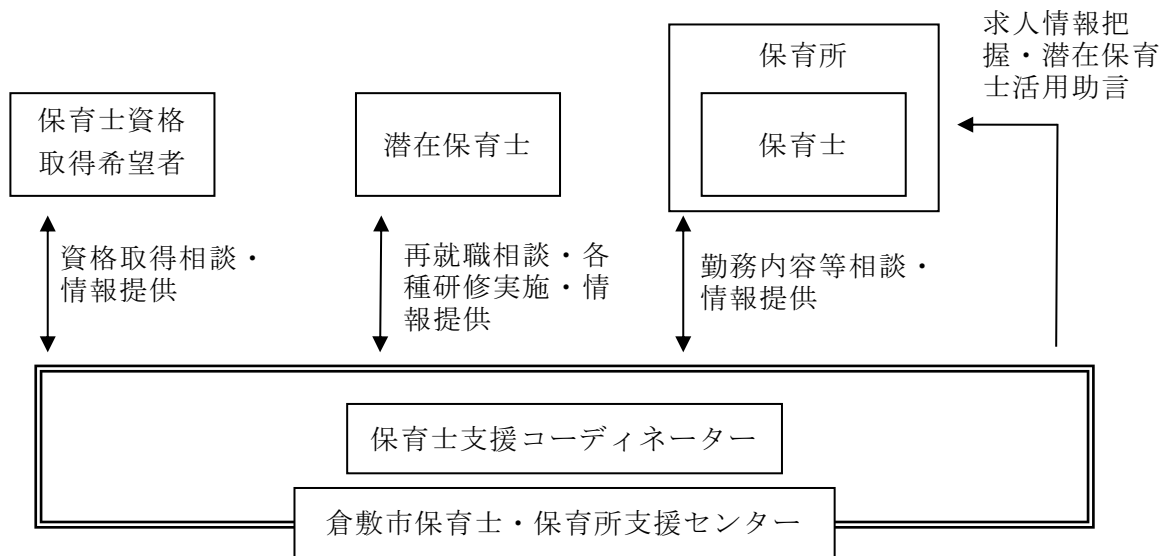 求人情報把
握・潜在保育
士活用助言
保育所
保育士資格
取得希望者
潜在保育士
保育士
資格取得相談・
情報提供
再就職相談・各
種研修実施・情
報提供
勤務内容等相談・
情報提供
保育士支援コーディネーター
倉敷市保育士・保育所支援センター